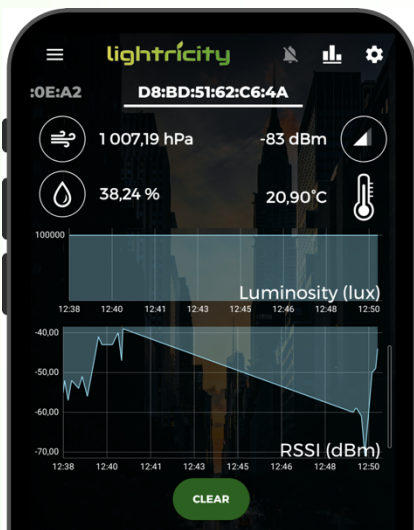 lightricity
:0E:A2 D8:BD:51:62:C6:4A
1 007,19 hPa -83 dBm
38,24 % 20,90°C
100000
Luminosity (lux)
12:38 12:40 12:41 12:43 12:45 12:46 12:48 12:50
-40,00
-50,00
-60,00
-70,00
RSSI (dBm)
12:38 12:40 12:41 12:43 12:45 12:46 12:48 12:50
CLEAR